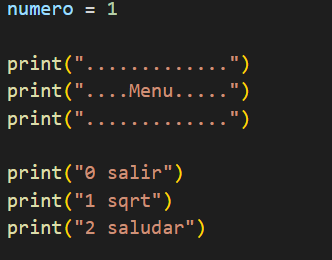 numero = 1
print(".............")
print("....Menu.....")
print(".............")
print("0 salir")
print("1 sqrt")
print("2 saludar")